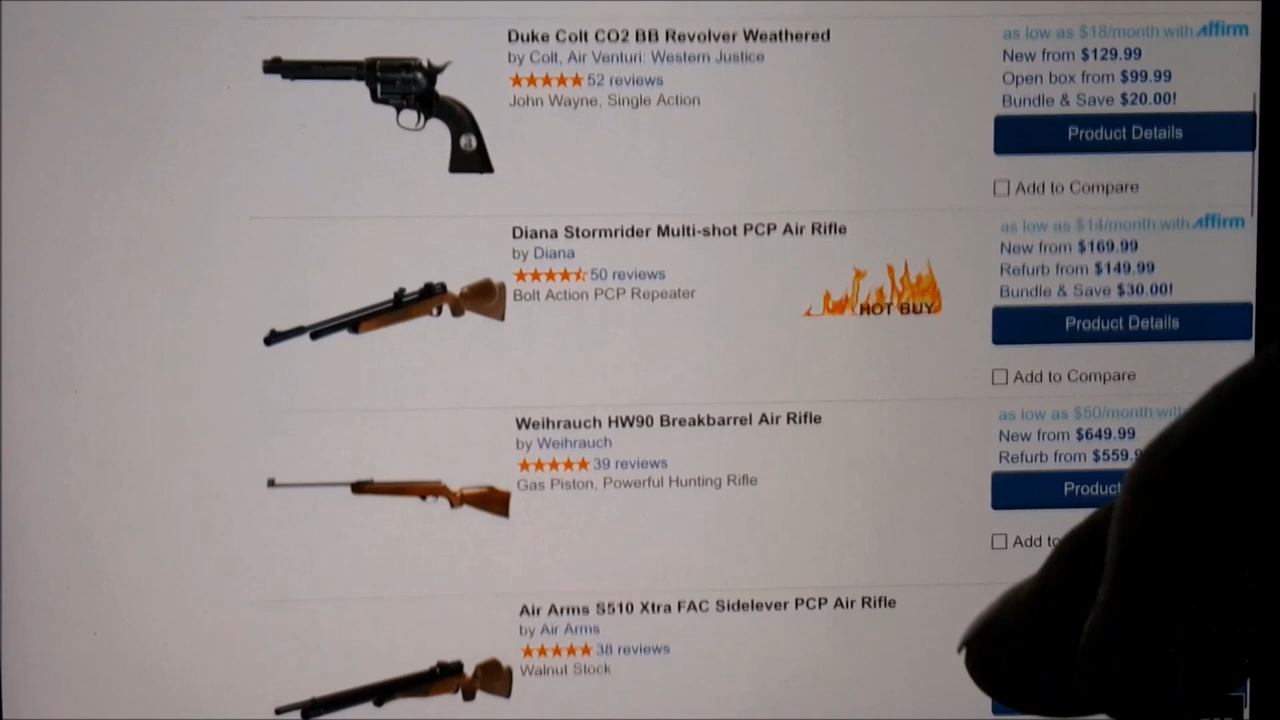 Duke Colt CO2 BB Revolver Weathered
by Colt, Air Venturi: Western Justice
52 reviews
John Wayne, Single Action
as low as $18/month with affirm
New from $129.99
Open box from $99.99
Bundle & Save $20.00!
Product Details
Add to Compare
Diana Stormrider Multi-shot PCP Air Rifle
by Diana
50 reviews
Bolt Action PCP Repeater
HOT BUY
as low as $14/month with affirm
New from $169.99
Refurb from $149.99
Bundle & Save $30.00!
Product Details
Add to Compare
Weihrauch HW90 Breakbarrel Air Rifle
by Weihrauch
39 reviews
Gas Piston, Powerful Hunting Rifle
as low as $50/month with
New from $649.99
Refurb from $559.9
Product
Add to
Air Arms S510 Xtra FAC Sidelever PCP Air Rifle
by Air Arms
38 reviews
Walnut Stock